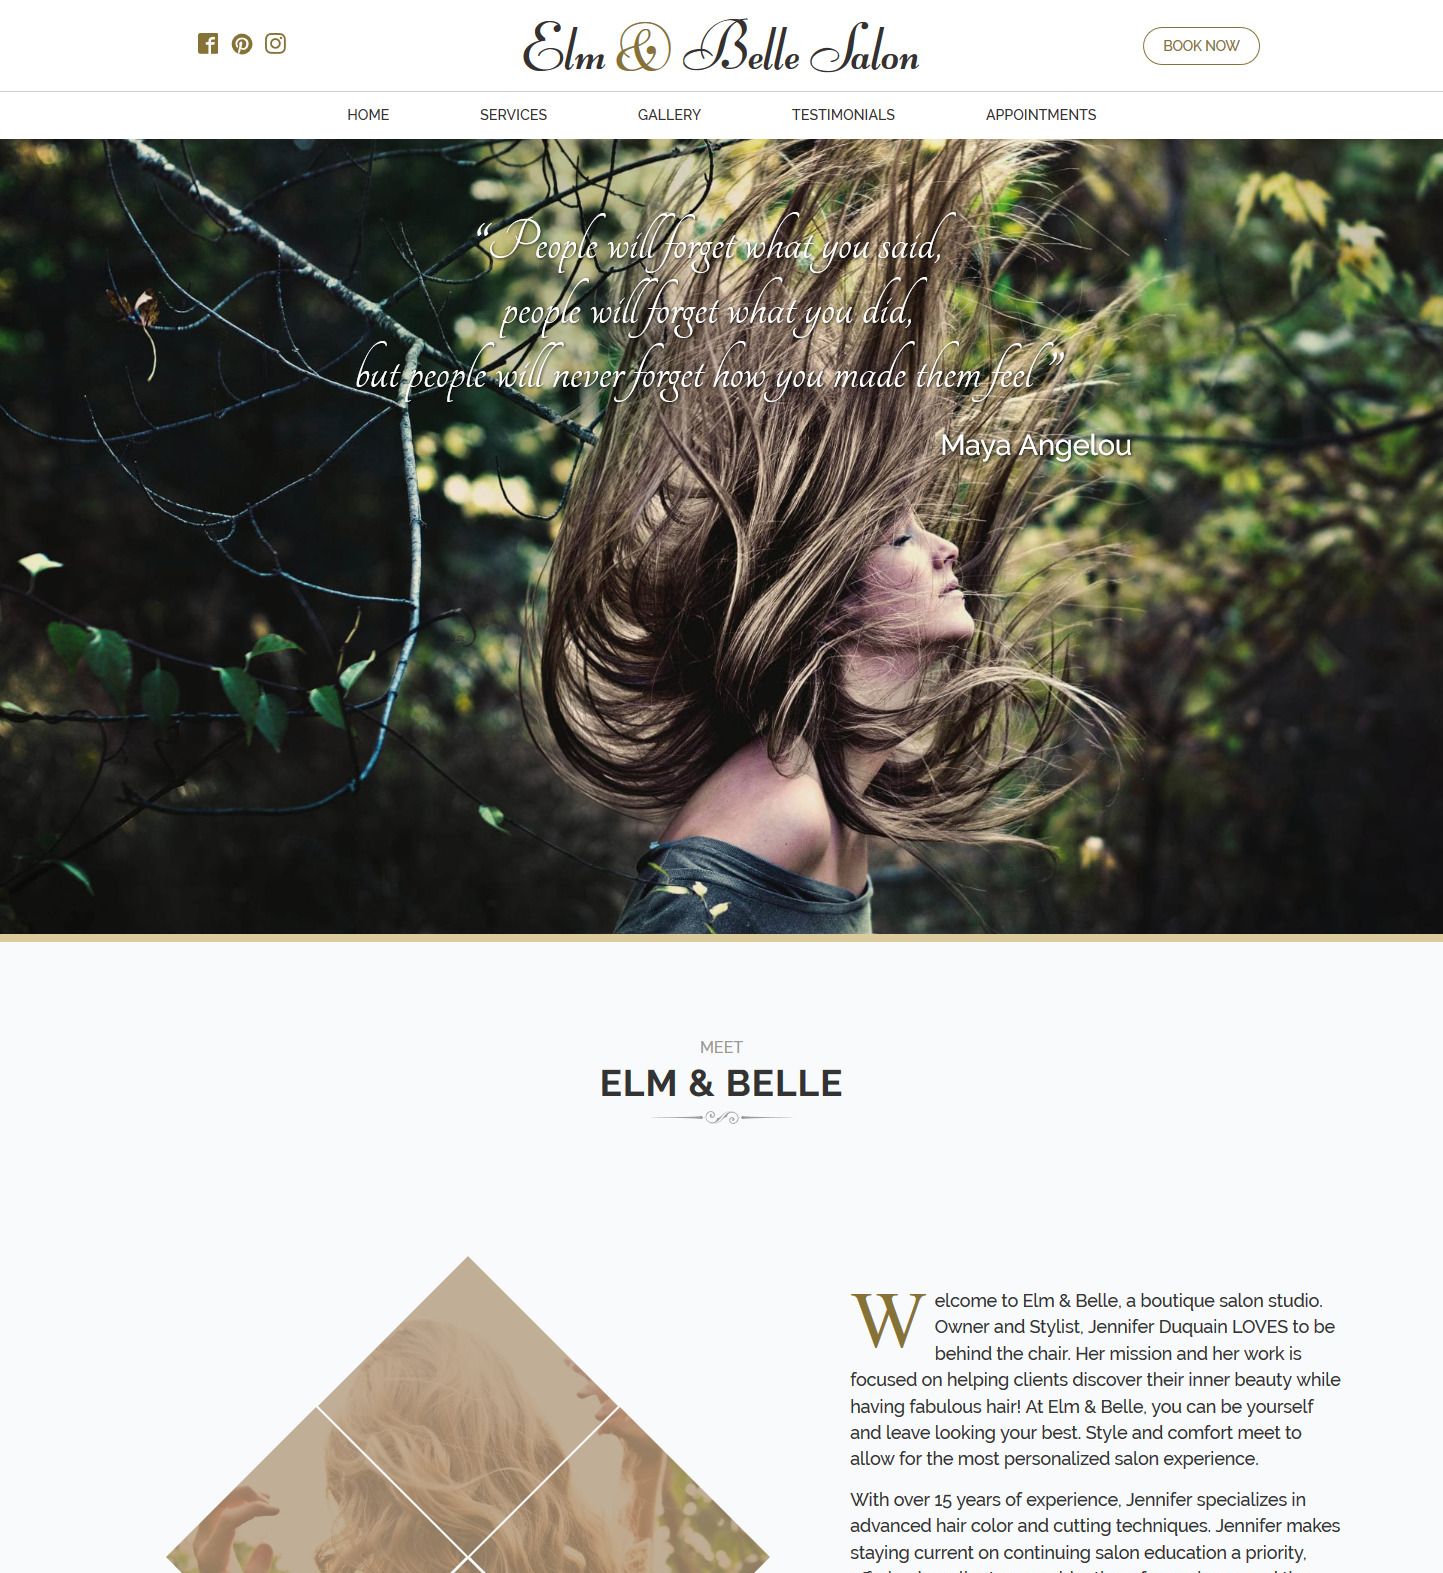 Elm & Belle Salon
BOOK NOW
HOME SERVICES GALLERY TESTIMONIALS APPOINTMENTS
“People will forget what you said,
people will forget what you did,
but people will never forget how you made them feel”
Maya Angelou
MEET
ELM & BELLE
Welcome to Elm & Belle, a boutique salon studio.
Owner and Stylist, Jennifer Duquain LOVES to be
behind the chair. Her mission and her work is
focused on helping clients discover their inner beauty while
having fabulous hair! At Elm & Belle, you can be yourself
and leave looking your best. Style and comfort meet to
allow for the most personalized salon experience.
With over 15 years of experience, Jennifer specializes in
advanced hair color and cutting techniques. Jennifer makes
staying current on continuing salon education a priority,